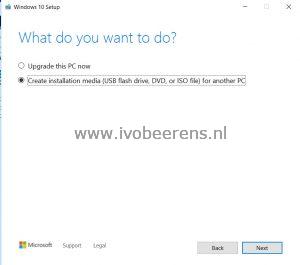 Windows 10 Setup
What do you want to do?
Upgrade this PC now
Create installation media (USB flash drive, DVD, or ISO file) for another PC
www.ivobeerens.nl
Microsoft Support Legal
Back Next